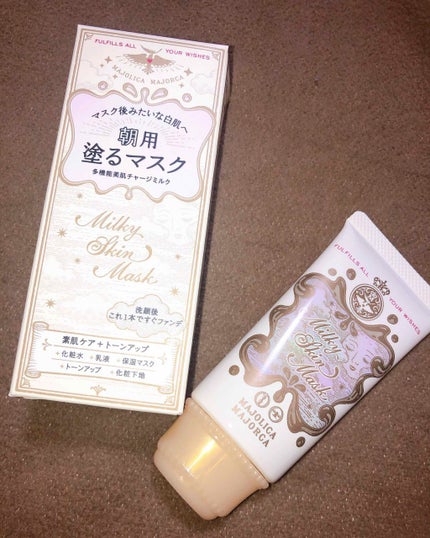 FULFILLS ALL YOUR WISHES
MAJOLICA MAJORCA
マスク後みたいな白肌へ
朝用
塗るマスク
多機能美肌チャージミルク
Milky
Skin
Mask
洗顔後
これ1本ですぐファンデ
素肌ケア+トーンアップ
+化粧水 +乳液 +保湿マスク
+トーンアップ +化粧下地
FULFILLS ALL YOUR WISHES
Milky
Skin
Mask
MAJOLICA
MAJORCA